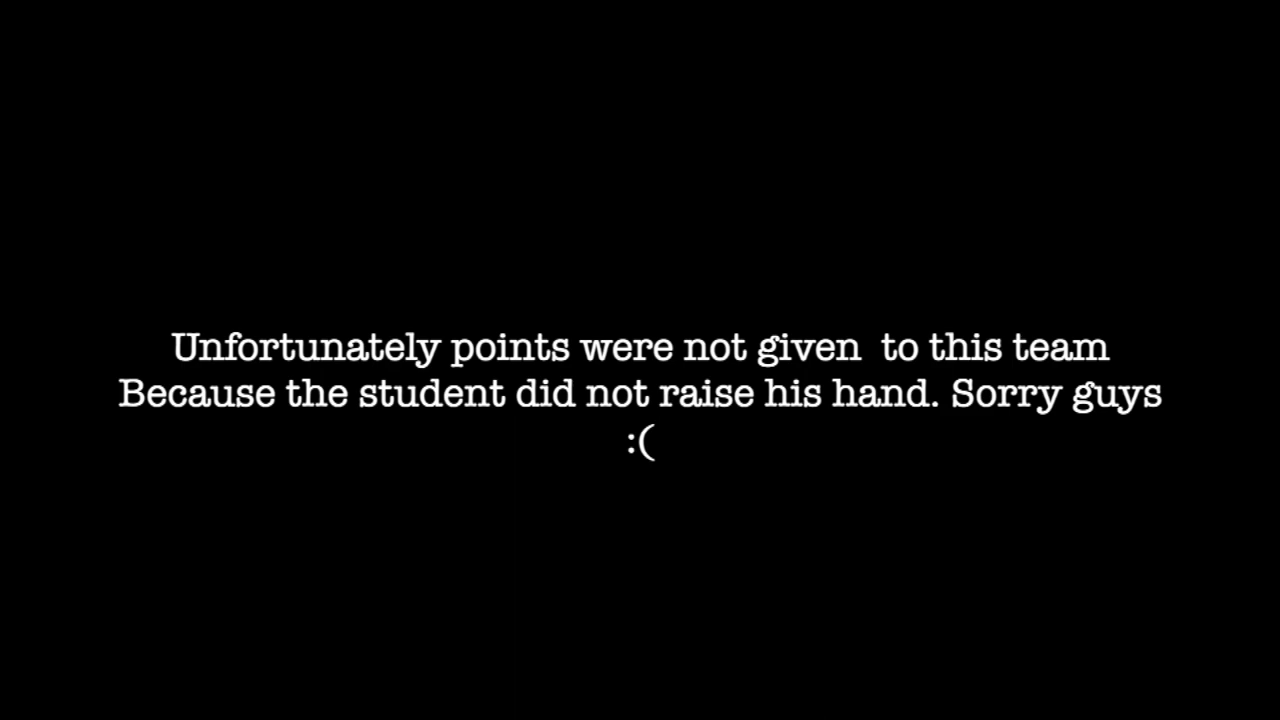 Unfortunately points were not given  to this team
Because the student did not raise his hand. Sorry guys
:(